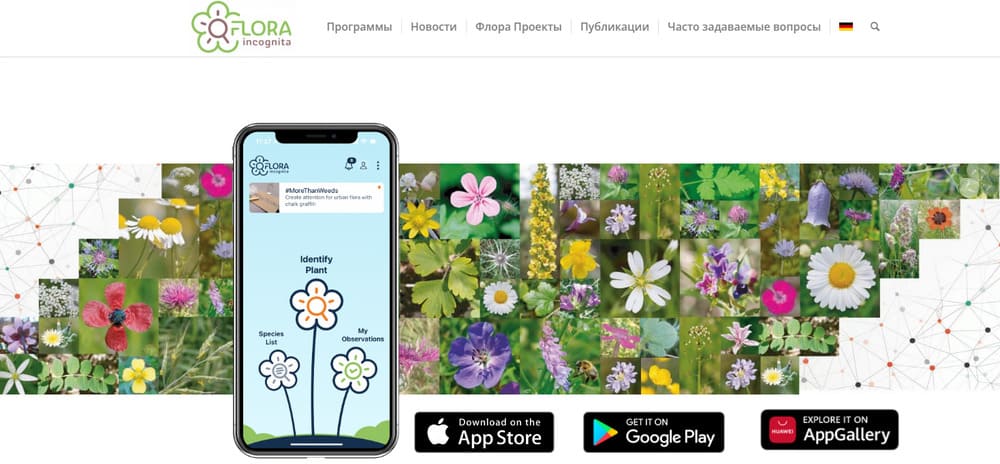 FLORA
incognita
Программы
Новости
Флора Проекты
Публикации
Часто задаваемые вопросы
FLORA
incognita
#MoreThanWeeds
Create attention for urban flora with
chalk graffiti
Identify
Plant
Species
List
My
Observations
Download on the
App Store
GET IT ON
Google Play
HUAWEI
EXPLORE IT ON
AppGallery